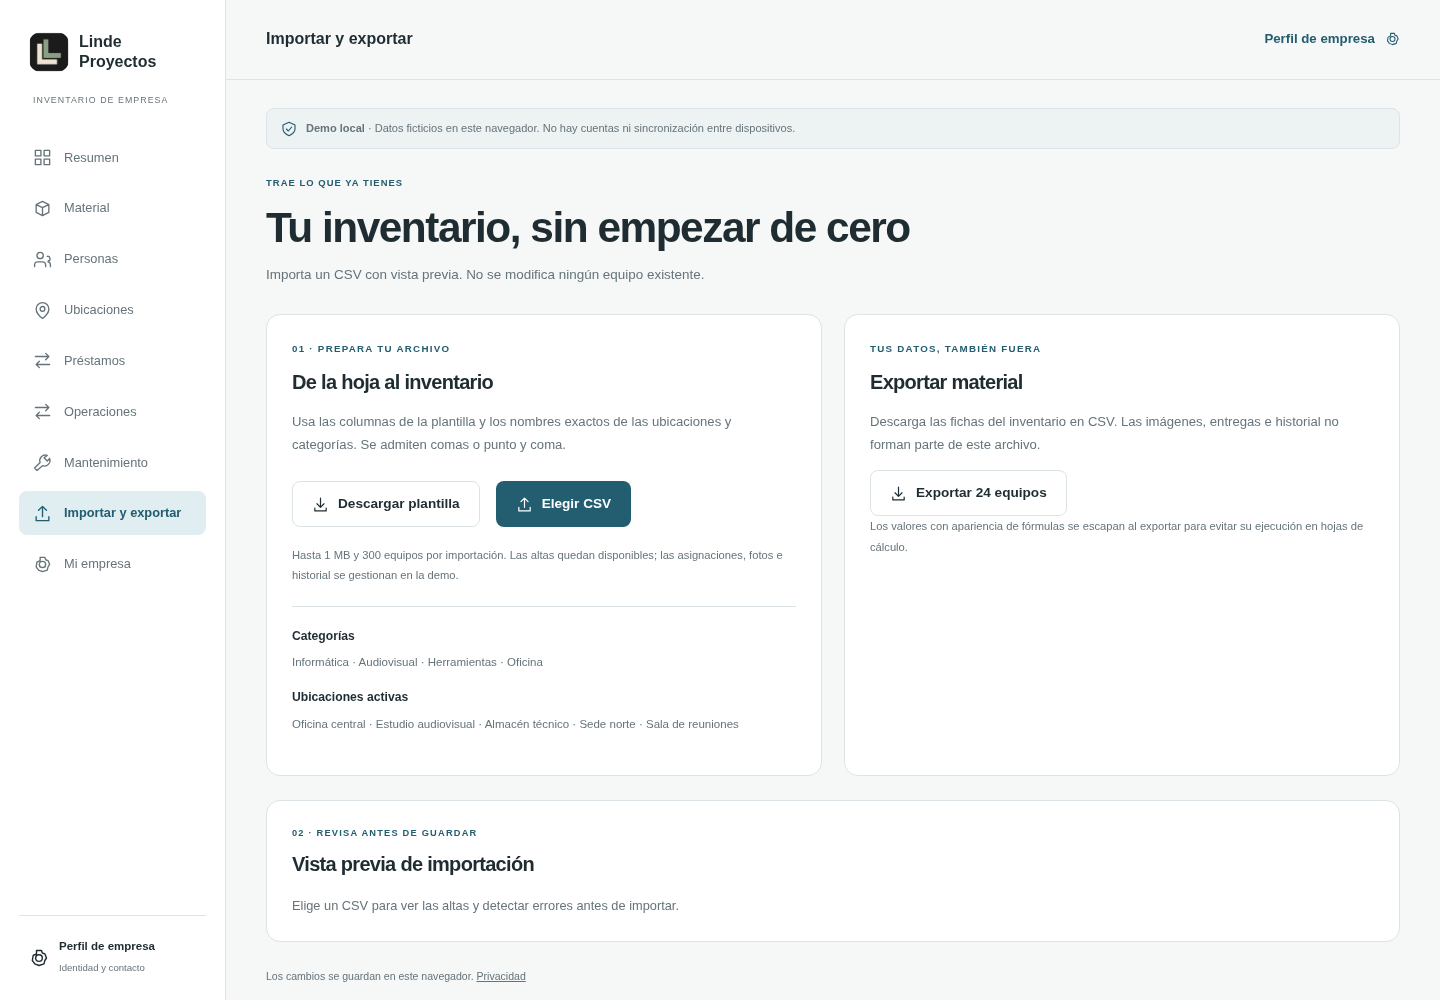 Linde
Proyectos
INVENTARIO DE EMPRESA
Resumen
Material
Personas
Ubicaciones
Préstamos
Operaciones
Mantenimiento
Importar y exportar
Mi empresa
Perfil de empresa
Identidad y contacto
Importar y exportar
Perfil de empresa
Demo local · Datos ficticios en este navegador. No hay cuentas ni sincronización entre dispositivos.
TRAE LO QUE YA TIENES
Tu inventario, sin empezar de cero
Importa un CSV con vista previa. No se modifica ningún equipo existente.
01 · PREPARA TU ARCHIVO
De la hoja al inventario
Usa las columnas de la plantilla y los nombres exactos de las ubicaciones y
categorías. Se admiten comas o punto y coma.
Descargar plantilla
Elegir CSV
Hasta 1 MB y 300 equipos por importación. Las altas quedan disponibles; las asignaciones, fotos e
historial se gestionan en la demo.
Categorías
Informática · Audiovisual · Herramientas · Oficina
Ubicaciones activas
Oficina central · Estudio audiovisual · Almacén técnico · Sede norte · Sala de reuniones
TUS DATOS, TAMBIÉN FUERA
Exportar material
Descarga las fichas del inventario en CSV. Las imágenes, entregas e historial no
forman parte de este archivo.
Exportar 24 equipos
Los valores con apariencia de fórmulas se escapan al exportar para evitar su ejecución en hojas de
cálculo.
02 · REVISA ANTES DE GUARDAR
Vista previa de importación
Elige un CSV para ver las altas y detectar errores antes de importar.
Los cambios se guardan en este navegador. Privacidad